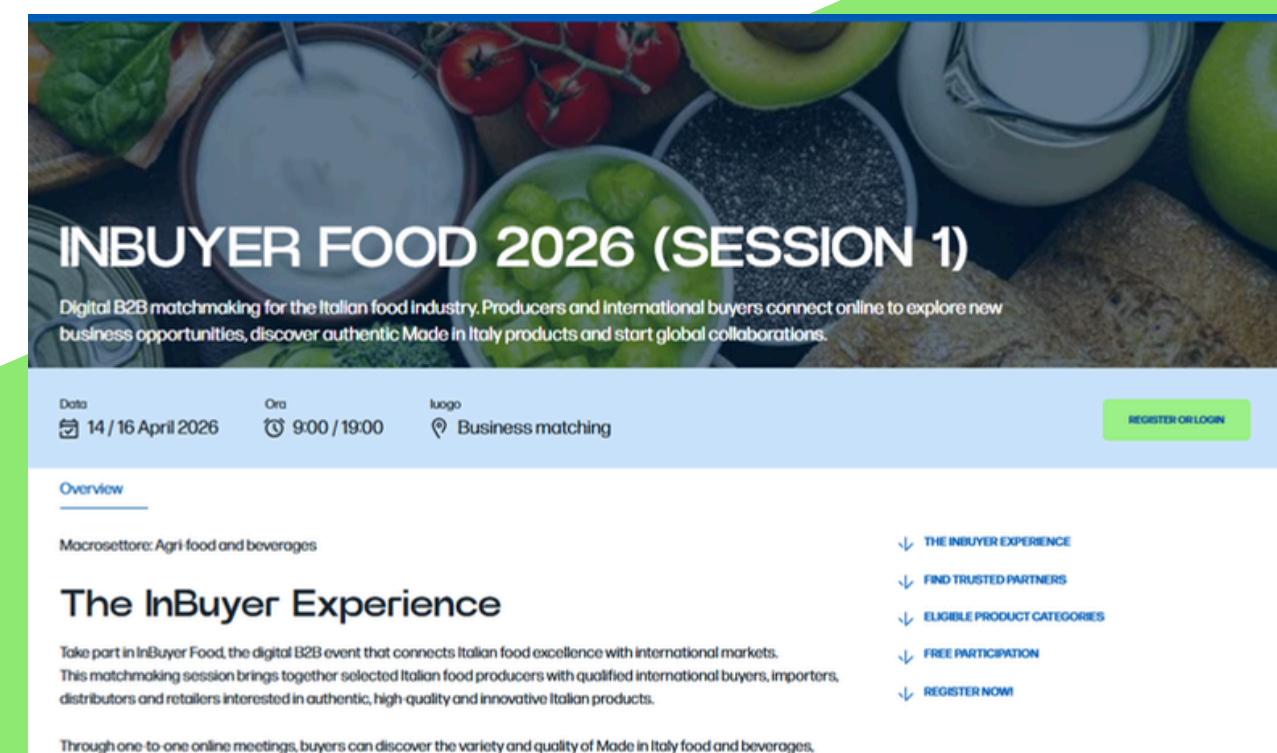 INBUYER FOOD 2026 (SESSION 1)
Digital B2B matchmaking for the Italian food industry. Producers and international buyers connect online to explore new
business opportunities, discover authentic Made in Italy products and start global collaborations.
Data
14 / 16 April 2026
Ora
9:00 / 19:00
luogo
Business matching
REGISTER OR LOGIN
Overview
Macrosettore: Agri-food and beverages
The InBuyer Experience
Take part in InBuyer Food, the digital B2B event that connects Italian food excellence with international markets.
This matchmaking session brings together selected Italian food producers with qualified international buyers, importers,
distributors and retailers interested in authentic, high-quality and innovative Italian products.
Through one-to-one online meetings, buyers can discover the variety and quality of Made in Italy food and beverages,
THE INBUYER EXPERIENCE
FIND TRUSTED PARTNERS
ELIGIBLE PRODUCT CATEGORIES
FREE PARTICIPATION
REGISTER NOW!